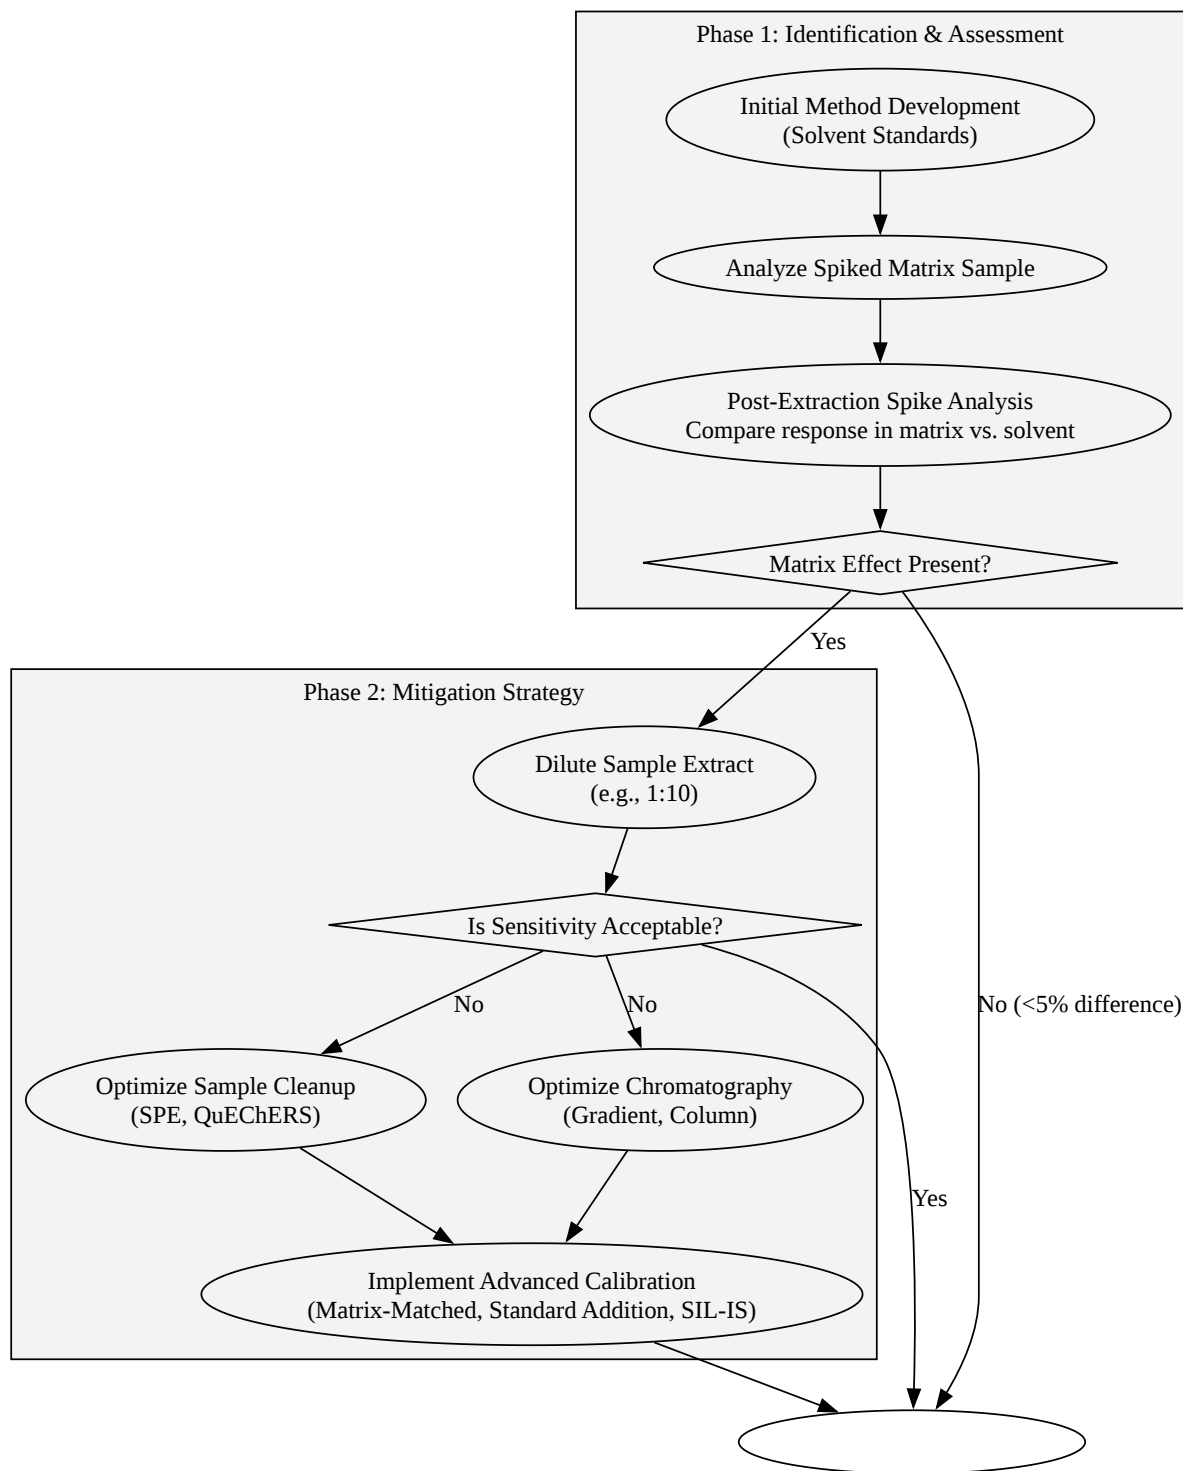 Phase 1: Identification & Assessment
Initial Method Development
(Solvent Standards)
Analyze Spiked Matrix Sample
Post-Extraction Spike Analysis
Compare response in matrix vs. solvent
Matrix Effect Present?
Yes
Phase 2: Mitigation Strategy
Dilute Sample Extract
(e.g., 1:10)
Is Sensitivity Acceptable?
No
No
No (<5% difference)
Optimize Sample Cleanup
(SPE, QuEChERS)
Optimize Chromatography
(Gradient, Column)
Yes
Implement Advanced Calibration
(Matrix-Matched, Standard Addition, SIL-IS)